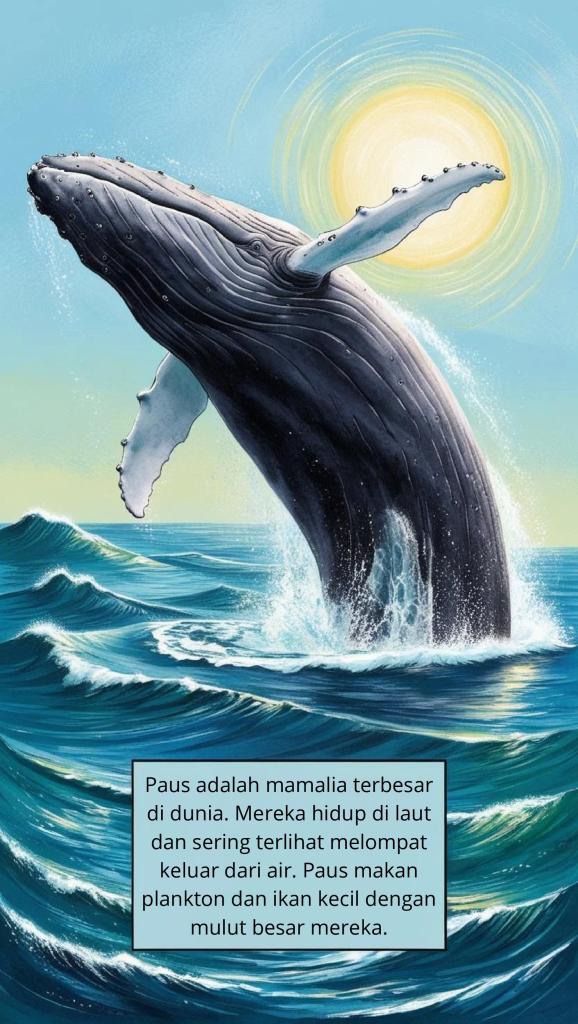 Paus adalah mamalia terbesar
di dunia. Mereka hidup di laut
dan sering terlihat melompat
keluar dari air. Paus makan
plankton dan ikan kecil dengan
mulut besar mereka.